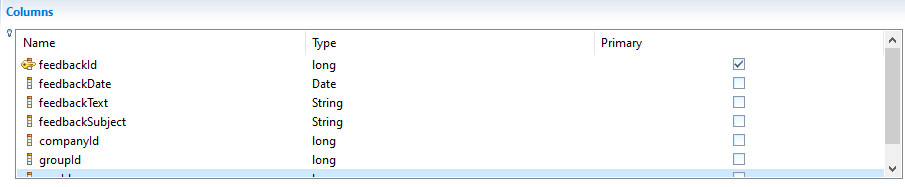 Columns
Name Type Primary
feedbackId long
feedbackDate Date
feedbackText String
feedbackSubject String
companyId long
groupId long